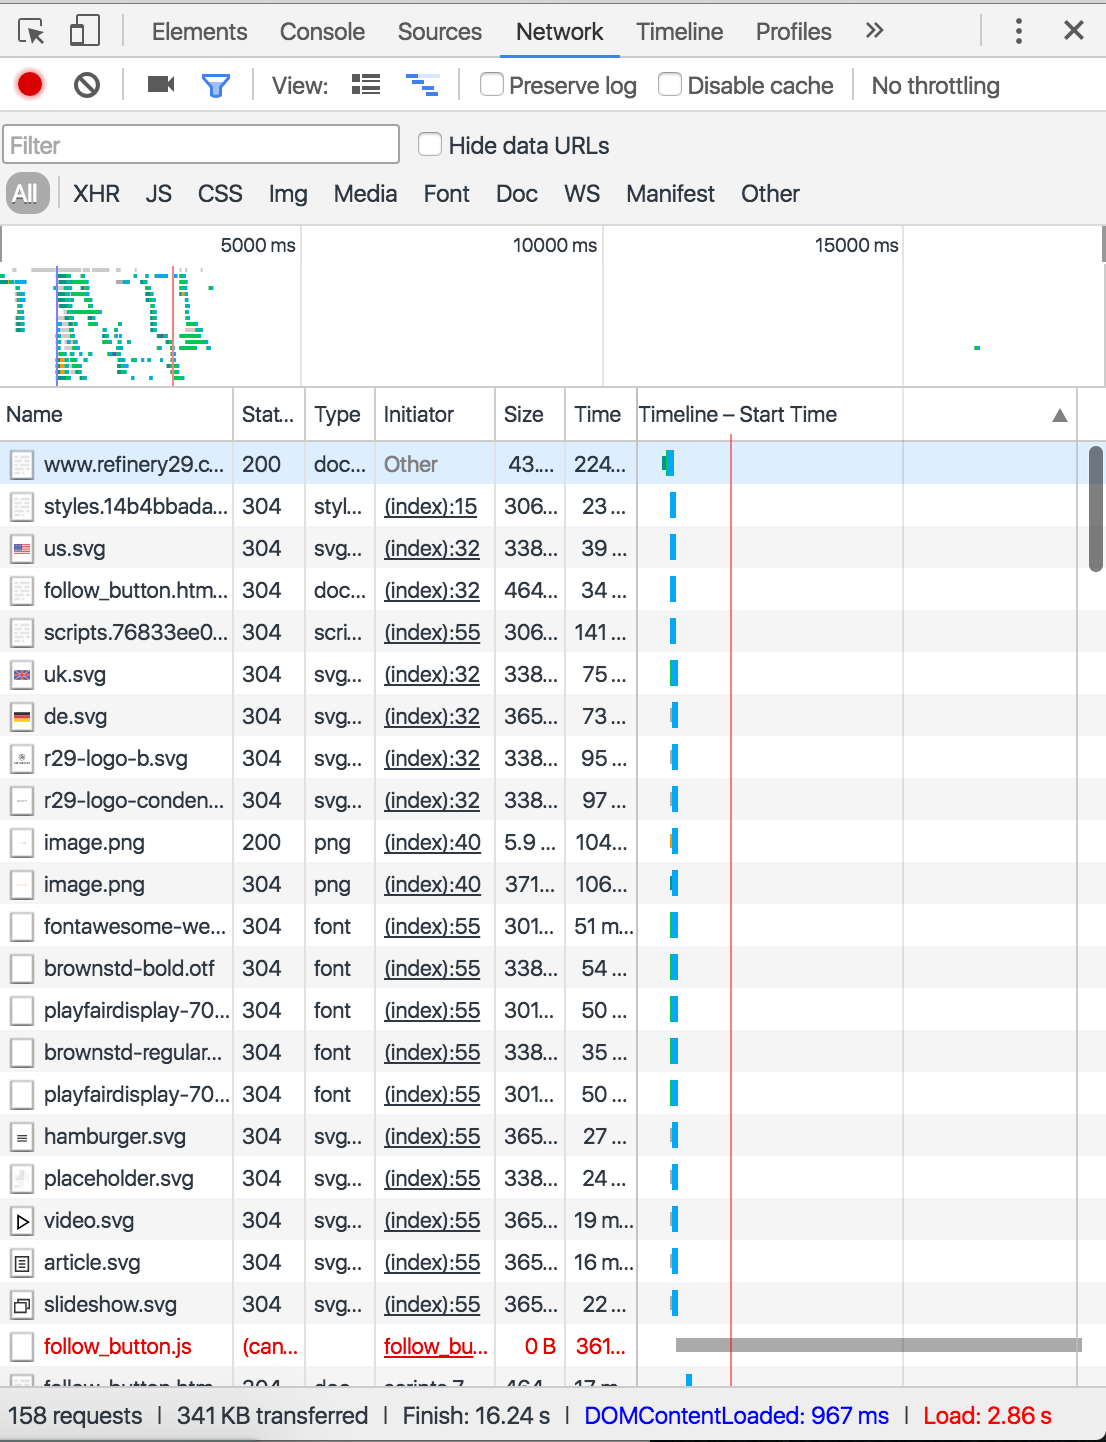 Elements Console Sources Network Timeline Profiles
View: Preserve log Disable cache No throttling
Filter Hide data URLs
All XHR JS CSS Img Media Font Doc WS Manifest Other
5000 ms 10000 ms 15000 ms
Name Stat... Type Initiator Size Time Timeline – Start Time
www.refinery29.c... 200 doc... Other 43.... 224...
styles.14b4bbada... 304 styl... (index):15 306... 23 ...
us.svg 304 svg... (index):32 338... 39 ...
follow_button.htm... 304 doc... (index):32 464... 34 ...
scripts.76833ee0... 304 scri... (index):55 306... 141 ...
uk.svg 304 svg... (index):32 338... 75 ...
de.svg 304 svg... (index):32 365... 73 ...
r29-logo-b.svg 304 svg... (index):32 338... 95 ...
r29-logo-conden... 304 svg... (index):32 338... 97 ...
image.png 200 png (index):40 5.9 ... 104...
image.png 304 png (index):40 371... 106...
fontawesome-we... 304 font (index):55 301... 51 m...
brownstd-bold.otf 304 font (index):55 338... 54 ...
playfairdisplay-70... 304 font (index):55 301... 50 ...
brownstd-regular... 304 font (index):55 338... 35 ...
playfairdisplay-70... 304 font (index):55 301... 50 ...
hamburger.svg 304 svg... (index):55 365... 27 ...
placeholder.svg 304 svg... (index):55 338... 24 ...
video.svg 304 svg... (index):55 365... 19 m...
article.svg 304 svg... (index):55 365... 16 m...
slideshow.svg 304 svg... (index):55 365... 22 ...
follow_button.js (can... follow_bu... 0 B 361...
follow_button.htm... 304 doc... scripts.7... 464... 17 m...
158 requests | 341 KB transferred | Finish: 16.24 s | DOMContentLoaded: 967 ms | Load: 2.86 s